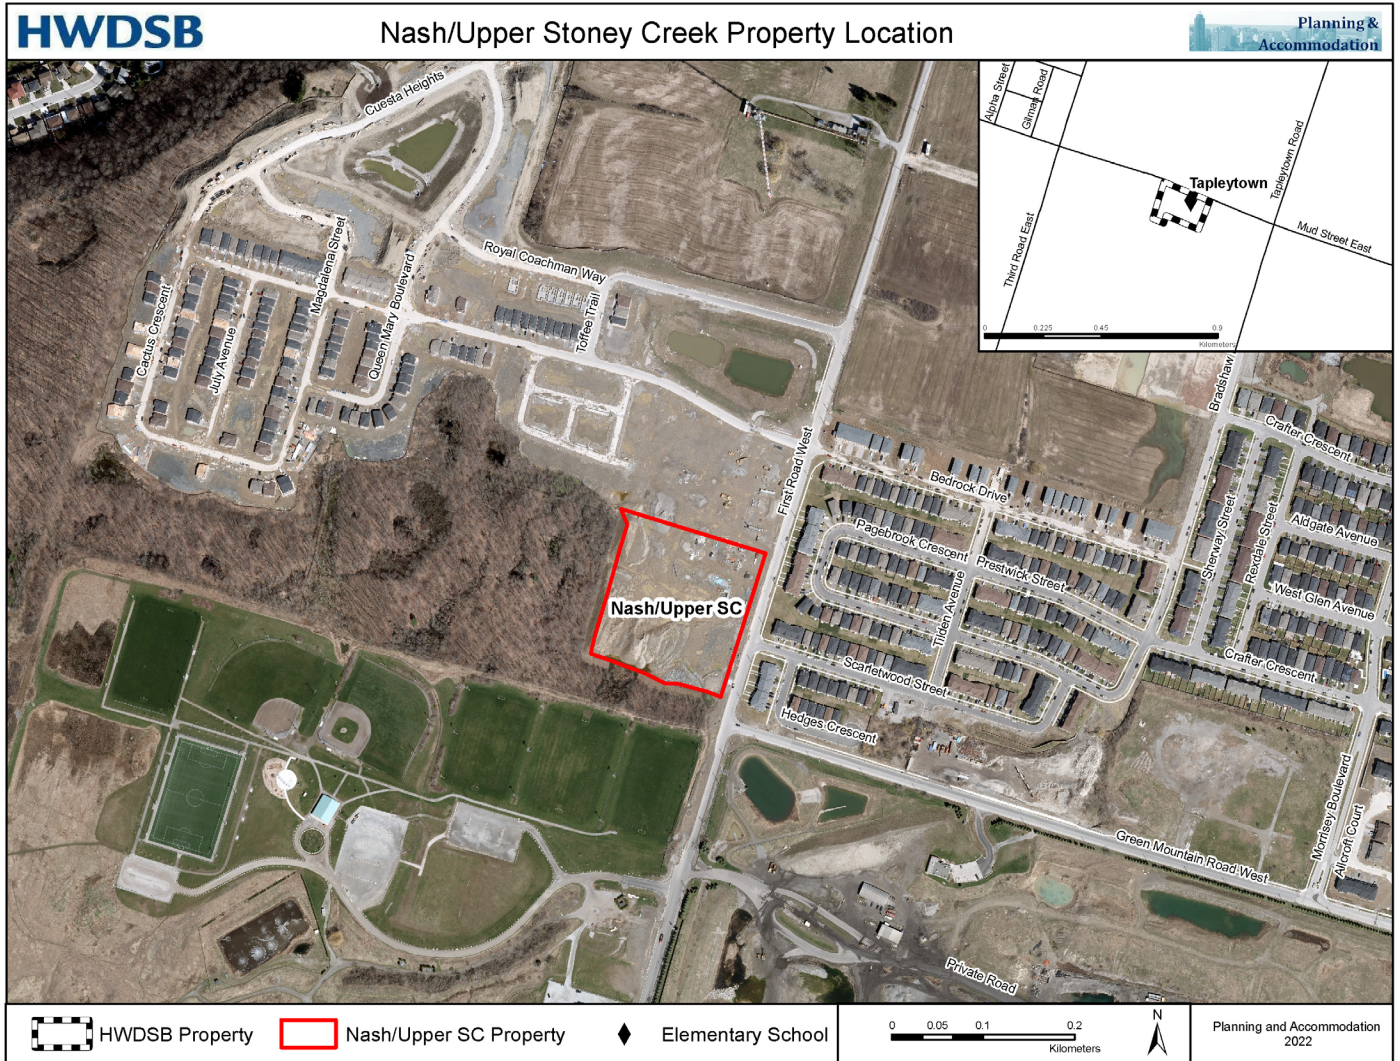 HWDSB
Nash/Upper Stoney Creek Property Location
Planning &
Accommodation
Cuesta Heights
Alpha Street
Gilman Road
Tapleytown Road
Tapleytown
Mud Street East
Third Road East
0 0.225 0.45 0.9
Kilometers
Royal Coachman Way
Magdalena Street
Queen Mary Boulevard
Cactus Crescent
July Avenue
Toffee Trail
Bradshaw
Crafter Crescent
First Road West
Bedrock Drive
Sherway Street
Rexdale Street
Aldgate Avenue
Pagebrook Crescent
Prestwick Street
West Glen Avenue
Nash/Upper SC
Tilden Avenue
Scarletwood Street
Crafter Crescent
Hedges Crescent
Morrisey Boulevard
Allcroft Court
Green Mountain Road West
Private Road
HWDSB Property
Nash/Upper SC Property
Elementary School
0 0.05 0.1 0.2
Kilometers
N
Planning and Accommodation
2022